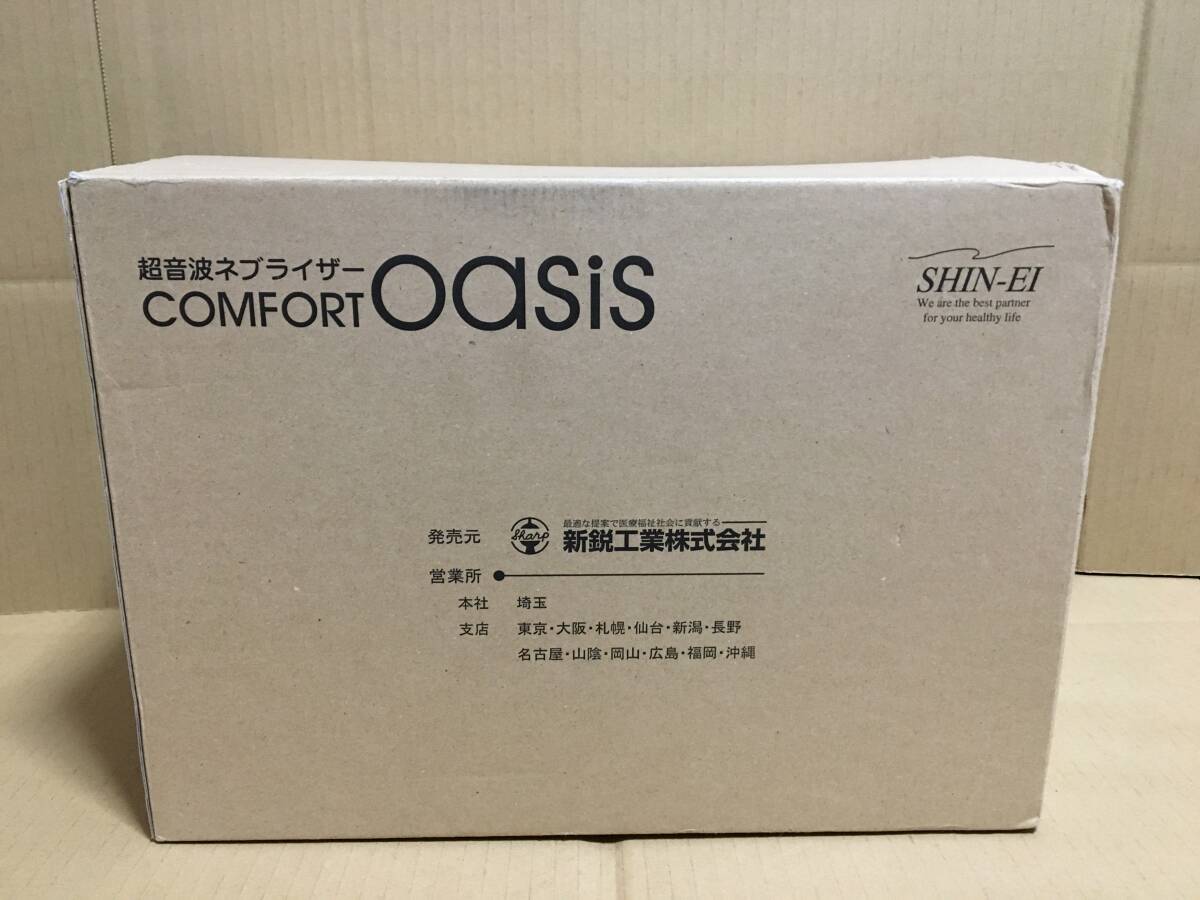 超音波ネブライザー
COMFORT oasis
SHIN-EI
We are the best partner
for your healthy life
最適な提案で医療福祉社会に貢献する
発売元 Sharp 新鋭工業株式会社
営業所
本社 埼玉
支店 東京・大阪・札幌・仙台・新潟・長野
名古屋・山陰・岡山・広島・福岡・沖縄